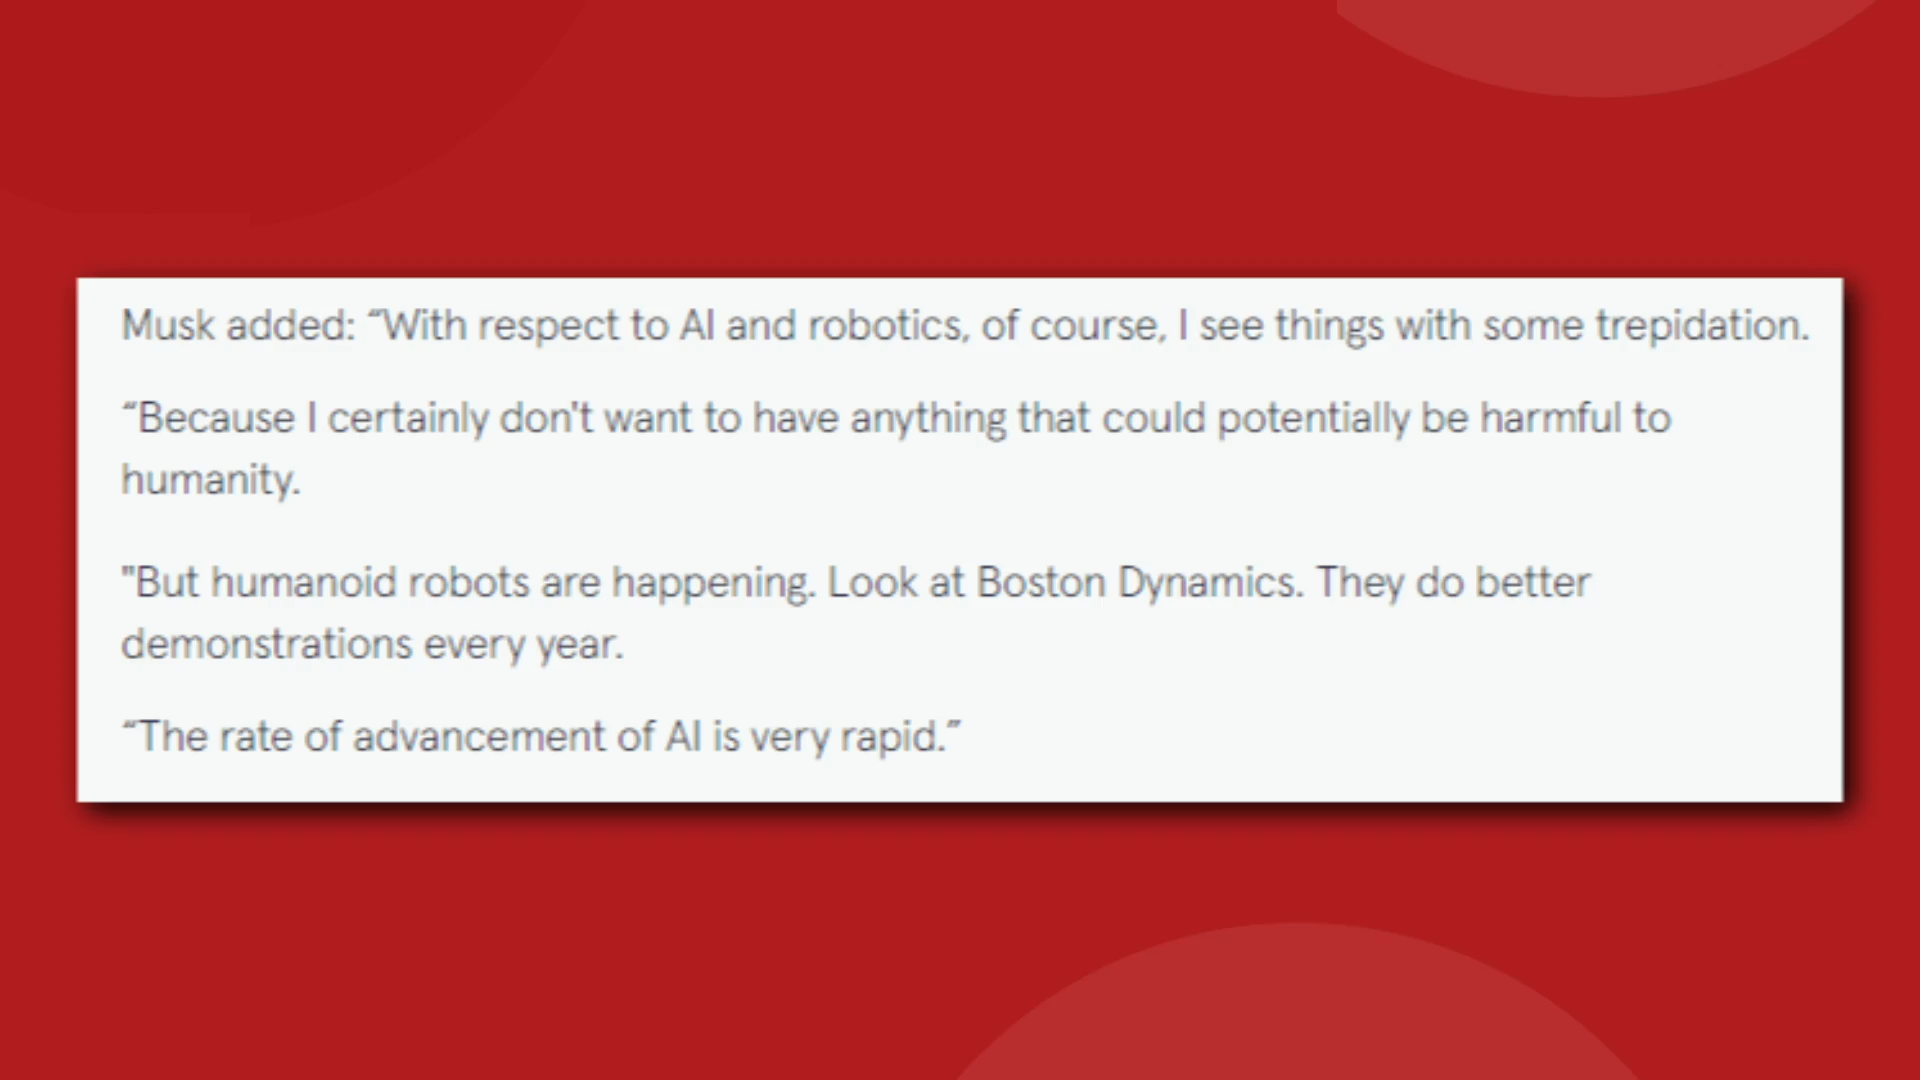 Musk added: “With respect to AI and robotics, of course, I see things with some trepidation.
“Because I certainly don't want to have anything that could potentially be harmful to
humanity.
"But humanoid robots are happening. Look at Boston Dynamics. They do better
demonstrations every year.
“The rate of advancement of AI is very rapid.”